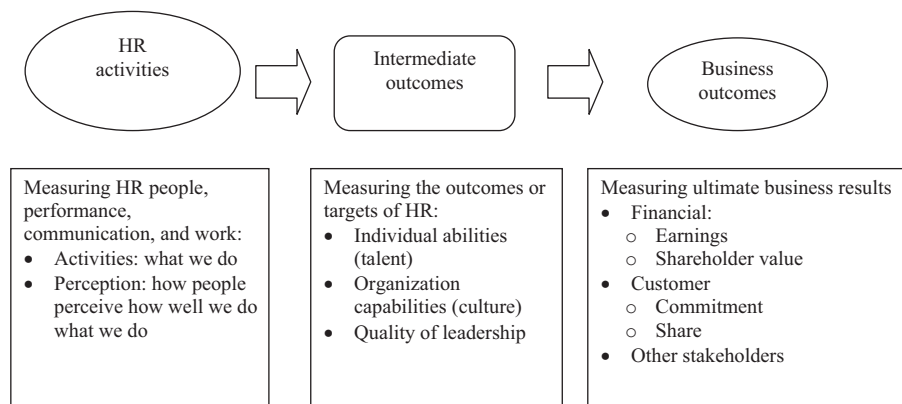 HR
activities
Intermediate
outcomes
Business
outcomes
Measuring HR people,
performance,
communication, and work:
• Activities: what we do
• Perception: how people
perceive how well we do
what we do
Measuring the outcomes or
targets of HR:
• Individual abilities
(talent)
• Organization
capabilities (culture)
• Quality of leadership
Measuring ultimate business results
• Financial:
o Earnings
o Shareholder value
• Customer
o Commitment
o Share
• Other stakeholders